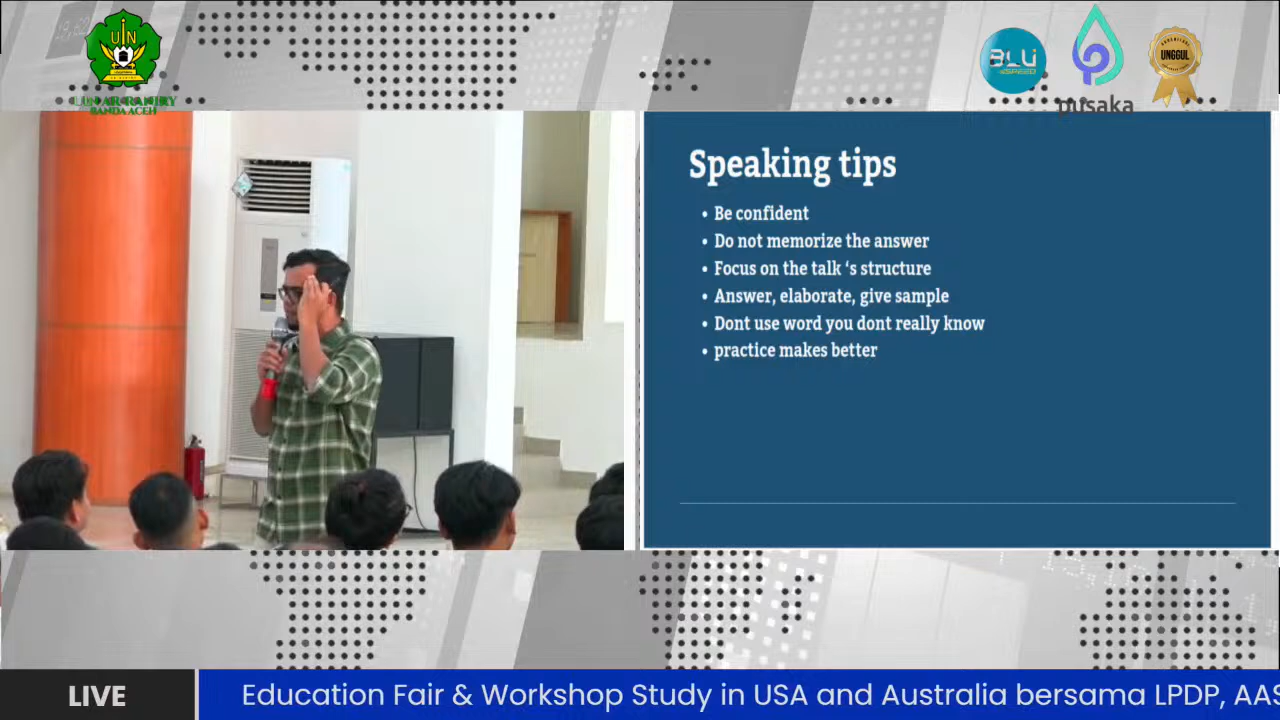 UIN
UIN AR-RANIRY
BANDA ACEH
BLU
SPEED
pusaka
UNGGUL
Speaking tips
• Be confident
• Do not memorize the answer
• Focus on the talk ‘s structure
• Answer, elaborate, give sample
• Dont use word you dont really know
• practice makes better
LIVE
Education Fair & Workshop Study in USA and Australia bersama LPDP, AAS